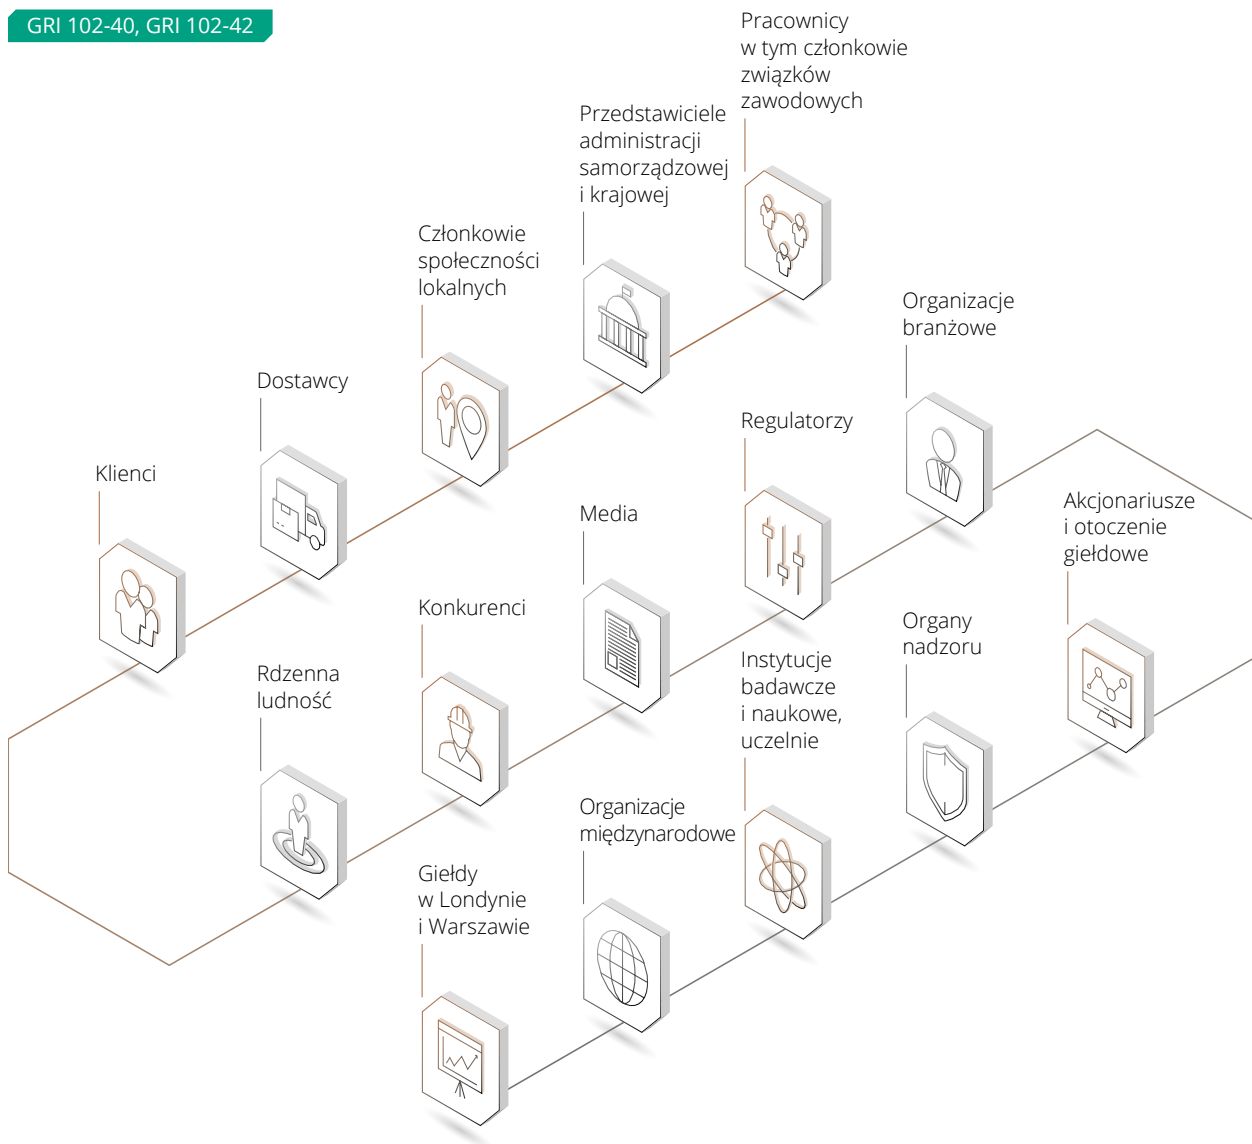 GRI 102-40, GRI 102-42
Pracownicy
w tym członkowie
związków
zawodowych
Przedstawiciele
administracji
samorządzowej
i krajowej
Członkowie
społeczności
lokalnych
Dostawcy
Klienci
Organizacje
branżowe
Regulatorzy
Media
Konkurenci
Rdzenna
ludność
Akcjonariusze
i otoczenie
giełdowe
Organy
nadzoru
Instytucje
badawcze
i naukowe,
uczelnie
Organizacje
międzynarodowe
Giełdy
w Londynie
i Warszawie